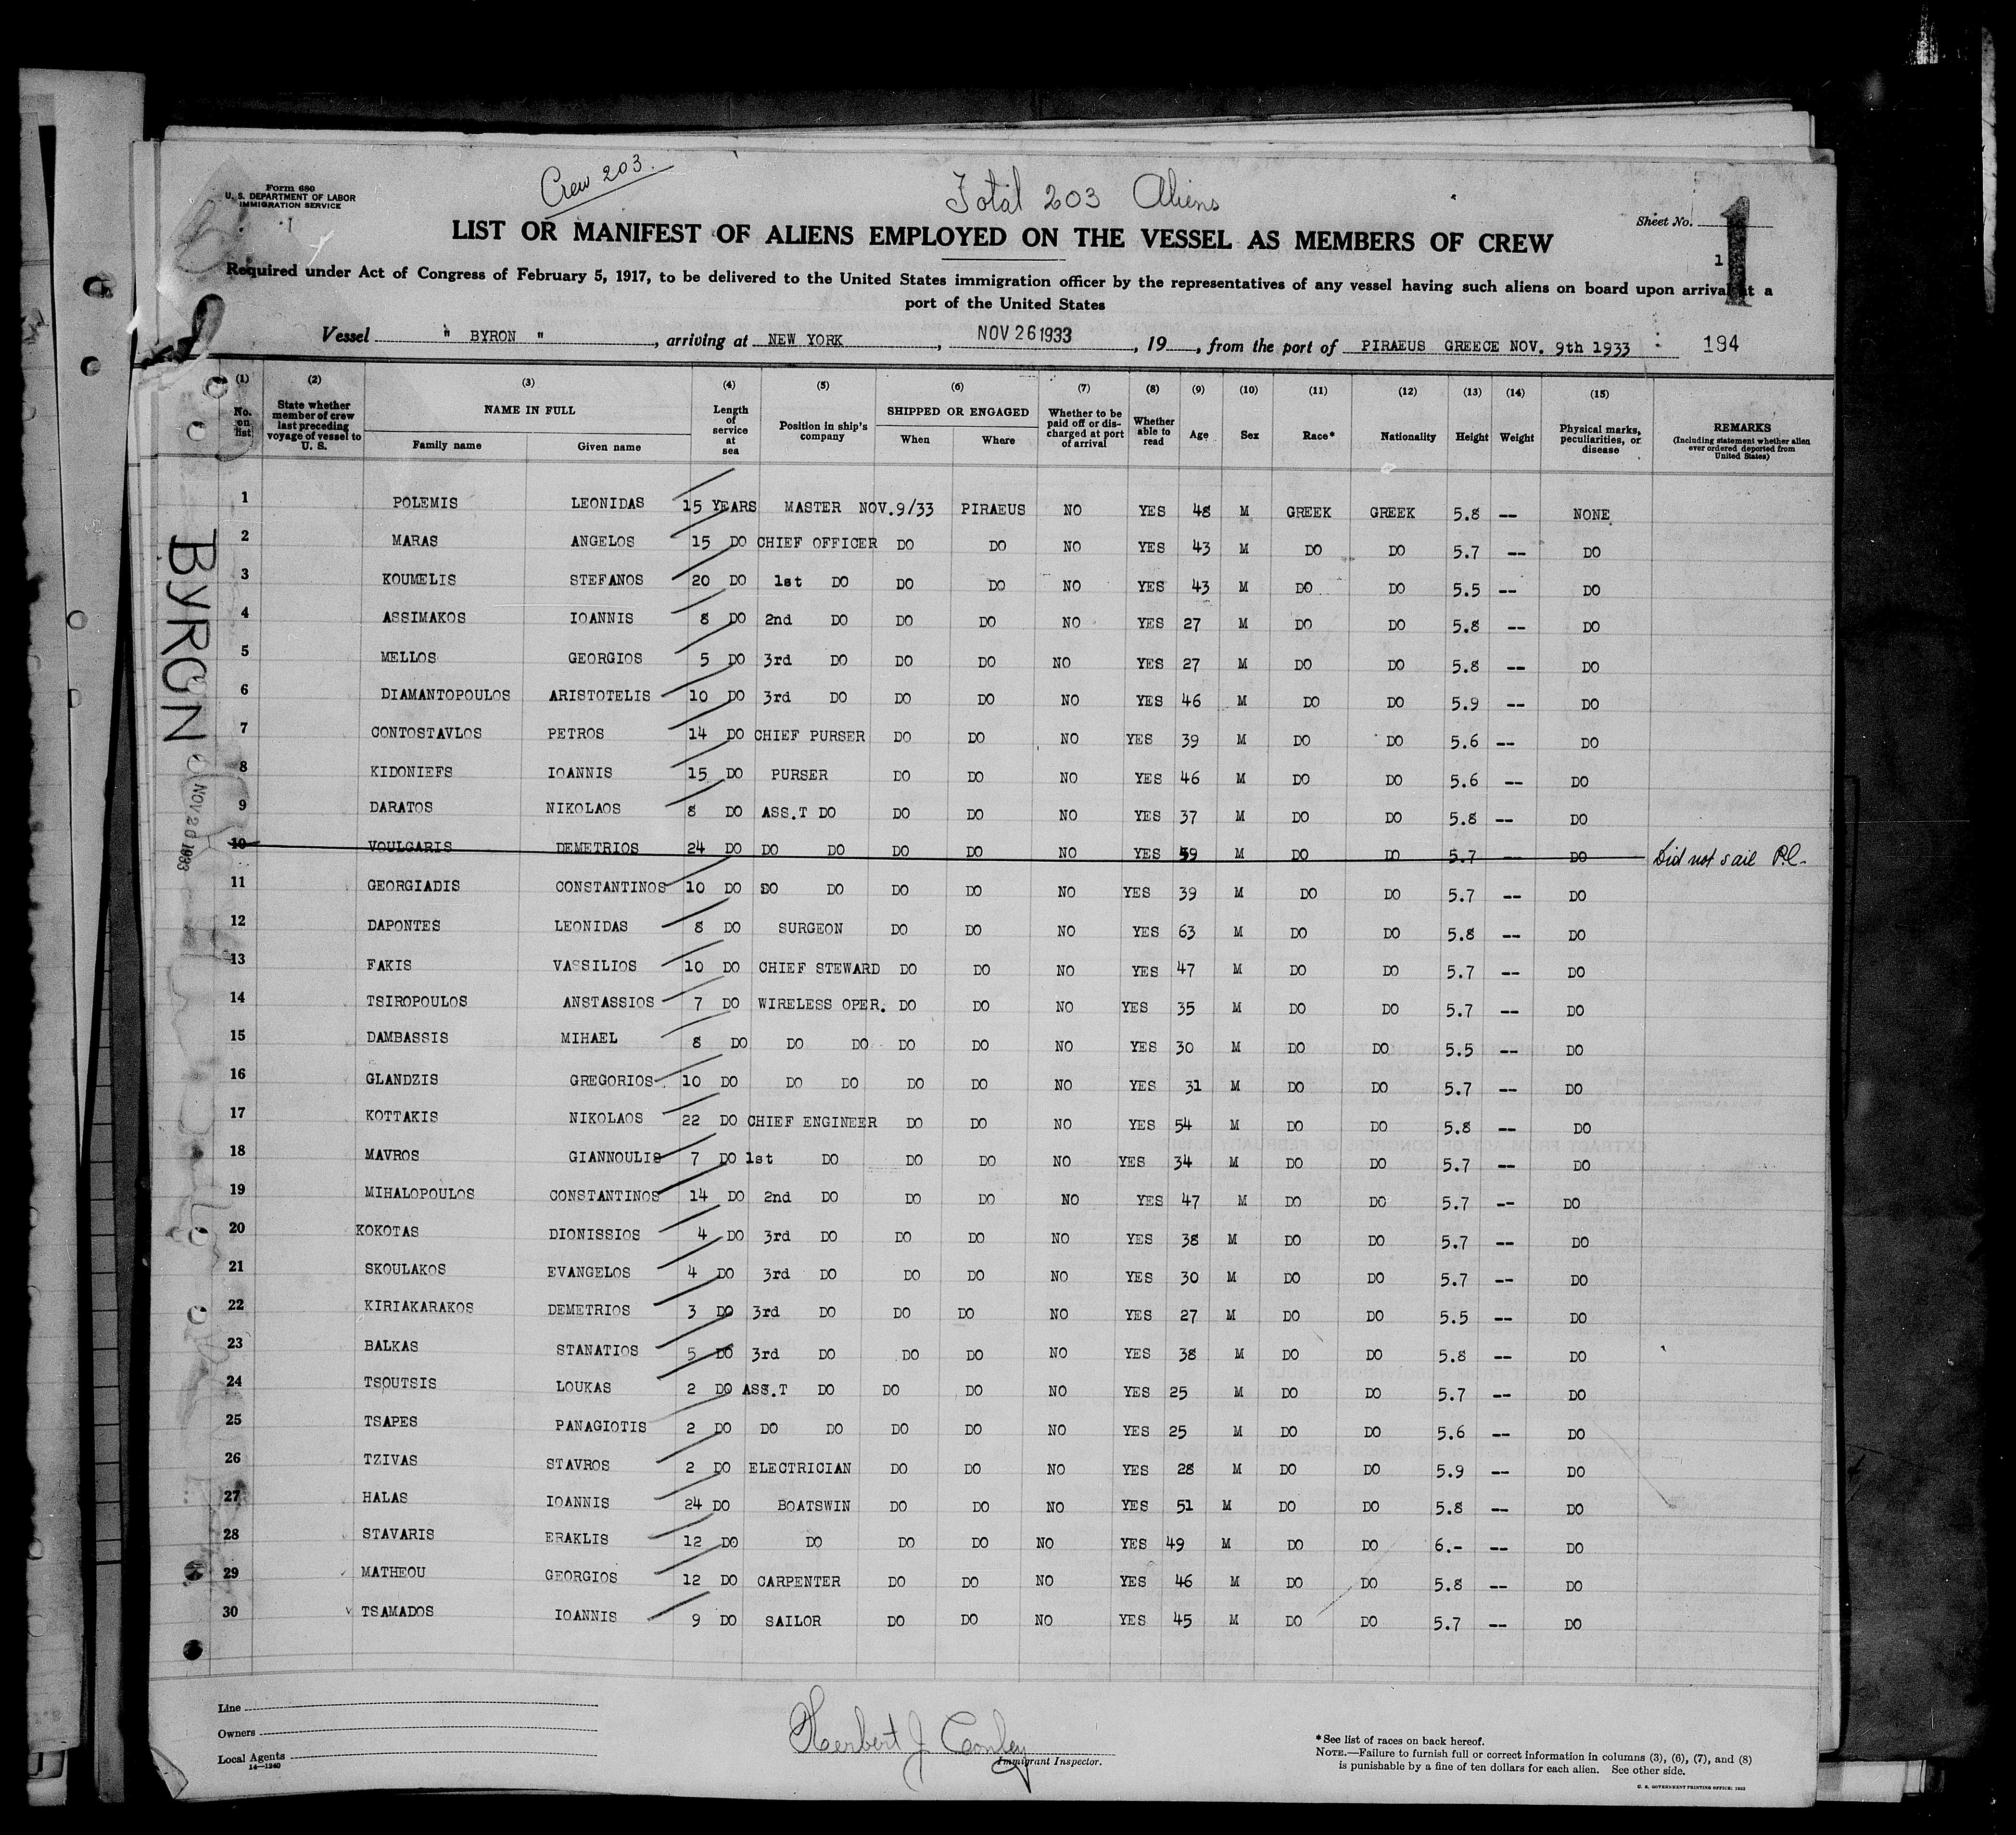 Form 680
U. S. DEPARTMENT OF LABOR
IMMIGRATION SERVICE
Crew 203.
Total 203 Aliens
Sheet No. 1
1
LIST OR MANIFEST OF ALIENS EMPLOYED ON THE VESSEL AS MEMBERS OF CREW
Required under Act of Congress of February 5, 1917, to be delivered to the United States immigration officer by the representatives of any vessel having such aliens on board upon arrival at a
port of the United States
Vessel " BYRON " , arriving at NEW YORK , NOV 26 1933 , 19 , from the port of PIRAEUS GREECE NOV. 9th 1933 194
(1) No. on list (2) State whether member of crew last preceding voyage of vessel to U. S. (3) NAME IN FULL Family name Given name (4) Length of service at sea (5) Position in ship's company (6) SHIPPED OR ENGAGED When Where (7) Whether to be paid off or discharged at port of arrival (8) Whether able to read (9) Age (10) Sex (11) Race* (12) Nationality (13) Height (14) Weight (15) Physical marks, peculiarities, or disease REMARKS (Including statement whether alien ever ordered deported from United States)
1 POLEMIS LEONIDAS 15 YEARS MASTER NOV.9/33 PIRAEUS NO YES 48 M GREEK GREEK 5.8 -- NONE
2 MARAS ANGELOS 15 DO CHIEF OFFICER DO DO NO YES 43 M DO DO 5.7 -- DO
3 KOUMELIS STEFANOS 20 DO 1st DO DO DO NO YES 43 M DO DO 5.5 -- DO
4 ASSIMAKOS IOANNIS 8 DO 2nd DO DO DO NO YES 27 M DO DO 5.8 -- DO
5 MELLOS GEORGIOS 5 DO 3rd DO DO DO NO YES 27 M DO DO 5.8 -- DO
6 DIAMANTOPOULOS ARISTOTELIS 10 DO 3rd DO DO DO NO YES 46 M DO DO 5.9 -- DO
7 CONTOSTAVLOS PETROS 14 DO CHIEF PURSER DO DO NO YES 39 M DO DO 5.6 -- DO
8 KIDONIEFS IOANNIS 15 DO PURSER DO DO NO YES 46 M DO DO 5.6 -- DO
9 DARATOS NIKOLAOS 8 DO ASS.T DO DO DO NO YES 37 M DO DO 5.8 -- DO
10 VOULGARIS DEMETRIOS 24 DO DO DO DO DO NO YES 59 M DO DO 5.7 -- DO Did not sail
11 GEORGIADIS CONSTANTINOS 10 DO DO DO DO DO NO YES 39 M DO DO 5.7 -- DO
12 DAPONTES LEONIDAS 8 DO SURGEON DO DO NO YES 63 M DO DO 5.8 -- DO
13 FAKIS VASSILIOS 10 DO CHIEF STEWARD DO DO NO YES 47 M DO DO 5.7 -- DO
14 TSIROPOULOS ANSTASSIOS 7 DO WIRELESS OPER. DO DO NO YES 35 M DO DO 5.7 -- DO
15 DAMBASSIS MIHAEL 8 DO DO DO DO DO NO YES 30 M DO DO 5.5 -- DO
16 GLANDZIS GREGORIOS 10 DO DO DO DO DO NO YES 31 M DO DO 5.7 -- DO
17 KOTTAKIS NIKOLAOS 22 DO CHIEF ENGINEER DO DO NO YES 54 M DO DO 5.8 -- DO
18 MAVROS GIANNOULIS 7 DO 1st DO DO DO NO YES 34 M DO DO 5.7 -- DO
19 MIHALOPOULOS CONSTANTINOS 14 DO 2nd DO DO DO NO YES 47 M DO DO 5.7 -- DO
20 KOKOTAS DIONISSIOS 4 DO 3rd DO DO DO NO YES 38 M DO DO 5.7 -- DO
21 SKOULAKOS EVANGELOS 4 DO 3rd DO DO DO NO YES 30 M DO DO 5.7 -- DO
22 KIRIAKARAKOS DEMETRIOS 3 DO 3rd DO DO DO NO YES 27 M DO DO 5.5 -- DO
23 BALKAS STANATIOS 5 DO 3rd DO DO DO NO YES 38 M DO DO 5.8 -- DO
24 TSOUTSIS LOUKAS 2 DO ASS.T DO DO DO NO YES 25 M DO DO 5.7 -- DO
25 TSAPES PANAGIOTIS 2 DO DO DO DO DO NO YES 25 M DO DO 5.6 -- DO
26 TZIVAS STAVROS 2 DO ELECTRICIAN DO DO NO YES 28 M DO DO 5.9 -- DO
27 HALAS IOANNIS 24 DO BOATSWIN DO DO NO YES 51 M DO DO 5.8 -- DO
28 STAVARIS ERAKLIS 12 DO DO DO DO NO YES 49 M DO DO 6.- -- DO
29 MATHEOU GEORGIOS 12 DO CARPENTER DO DO NO YES 46 M DO DO 5.8 -- DO
30 TSAMADOS IOANNIS 9 DO SAILOR DO DO NO YES 45 M DO DO 5.7 -- DO
BYRON
NOV 26 1933
Line
Owners
Local Agents
14—1240
Herbert J. Conley
Immigrant Inspector.
*See list of races on back hereof.
NOTE.—Failure to furnish full or correct information in columns (3), (6), (7), and (8)
is punishable by a fine of ten dollars for each alien. See other side.
U. S. GOVERNMENT PRINTING OFFICE: 1932